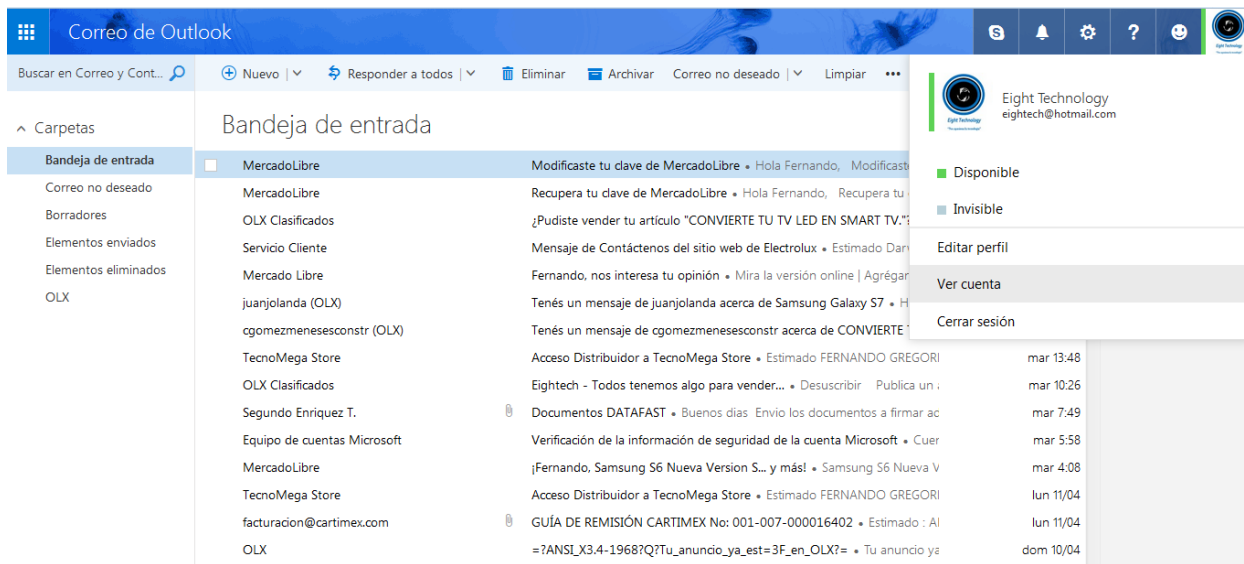 Correo de Outlook
Buscar en Correo y Cont...
Nuevo
Responder a todos
Eliminar
Archivar
Correo no deseado
Limpiar
Eight Technology
Eight Technology
eightech@hotmail.com
Disponible
Invisible
Editar perfil
Ver cuenta
Cerrar sesión
Carpetas
Bandeja de entrada
Correo no deseado
Borradores
Elementos enviados
Elementos eliminados
OLX
Bandeja de entrada
MercadoLibre Modificaste tu clave de MercadoLibre • Hola Fernando, Modificast
MercadoLibre Recupera tu clave de MercadoLibre • Hola Fernando, Recupera tu
OLX Clasificados ¿Pudiste vender tu artículo "CONVIERTE TU TV LED EN SMART TV."?
Servicio Cliente Mensaje de Contáctenos del sitio web de Electrolux • Estimado Dar
Mercado Libre Fernando, nos interesa tu opinión • Mira la versión online | Agrégar
juanjolanda (OLX) Tenés un mensaje de juanjolanda acerca de Samsung Galaxy S7 • H
cgomezmenesesconstr (OLX) Tenés un mensaje de cgomezmenesesconstr acerca de CONVIERTE
TecnoMega Store Acceso Distribuidor a TecnoMega Store • Estimado FERNANDO GREGORI mar 13:48
OLX Clasificados Eightech - Todos tenemos algo para vender... • Desuscribir Publica un mar 10:26
Segundo Enriquez T. Documentos DATAFAST • Buenos dias Envio los documentos a firmar ad mar 7:49
Equipo de cuentas Microsoft Verificación de la información de seguridad de la cuenta Microsoft • Cuer mar 5:58
MercadoLibre ¡Fernando, Samsung S6 Nueva Version S... y más! • Samsung S6 Nueva V mar 4:08
TecnoMega Store Acceso Distribuidor a TecnoMega Store • Estimado FERNANDO GREGORI lun 11/04
facturacion@cartimex.com GUÍA DE REMISIÓN CARTIMEX No: 001-007-000016402 • Estimado : Al lun 11/04
OLX =?ANSI_X3.4-1968?Q?Tu_anuncio_ya_est=3F_en_OLX?= • Tu anuncio ya dom 10/04